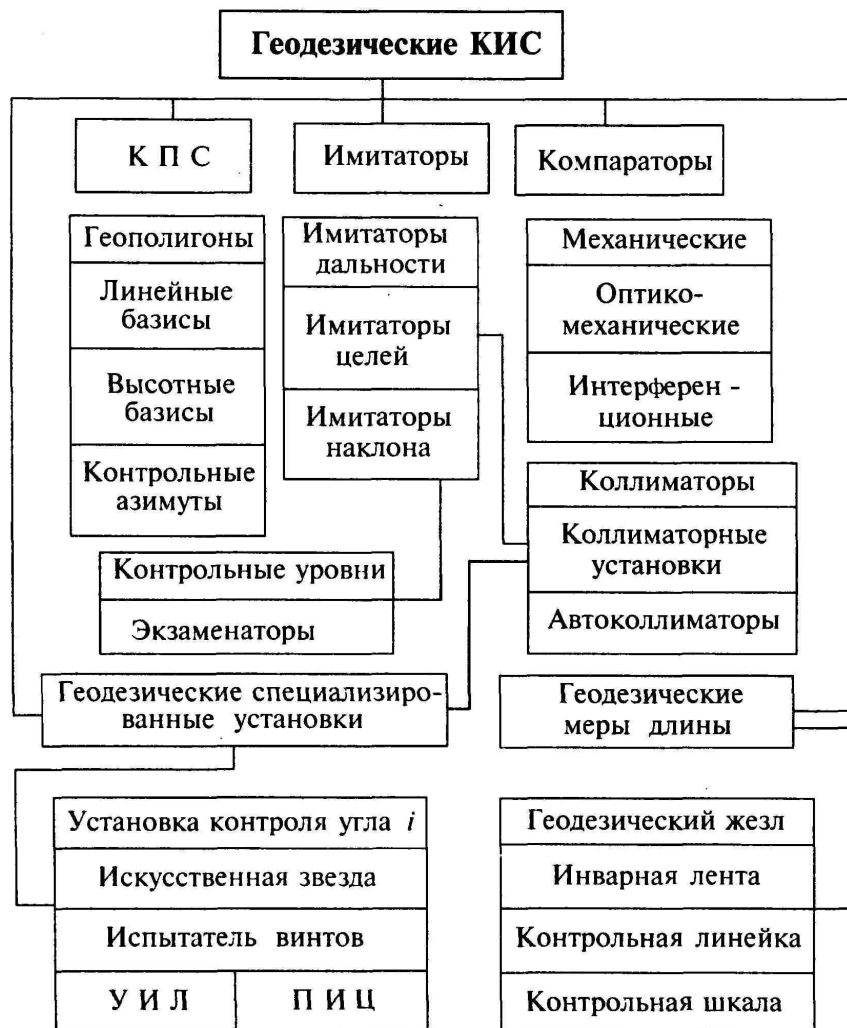 Геодезические КИС
К П С
Имитаторы
Компараторы
Геополигоны
Линейные
базисы
Высотные
базисы
Контрольные
азимуты
Имитаторы
дальности
Имитаторы
целей
Имитаторы
наклона
Механические
Оптико-
механические
Интерферен -
ционные
Коллиматоры
Коллиматорные
установки
Автоколлиматоры
Контрольные уровни
Экзаменаторы
Геодезические специализиро-
ванные установки
Геодезические
меры длины
Установка контроля угла i
Искусственная звезда
Испытатель винтов
У И Л
П И Ц
Геодезический жезл
Инварная лента
Контрольная линейка
Контрольная шкала